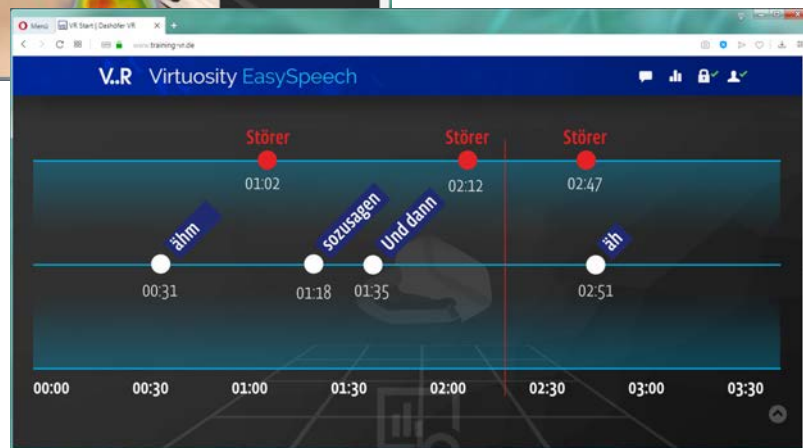 Menü
VR Start | Dashöfer VR
www.training-vr.de
V..R Virtuosity EasySpeech
Störer Störer Störer
01:02 02:12 02:47
ähm sozusagen Und dann äh
00:31 01:18 01:35 02:51
00:00 00:30 01:00 01:30 02:00 02:30 03:00 03:30